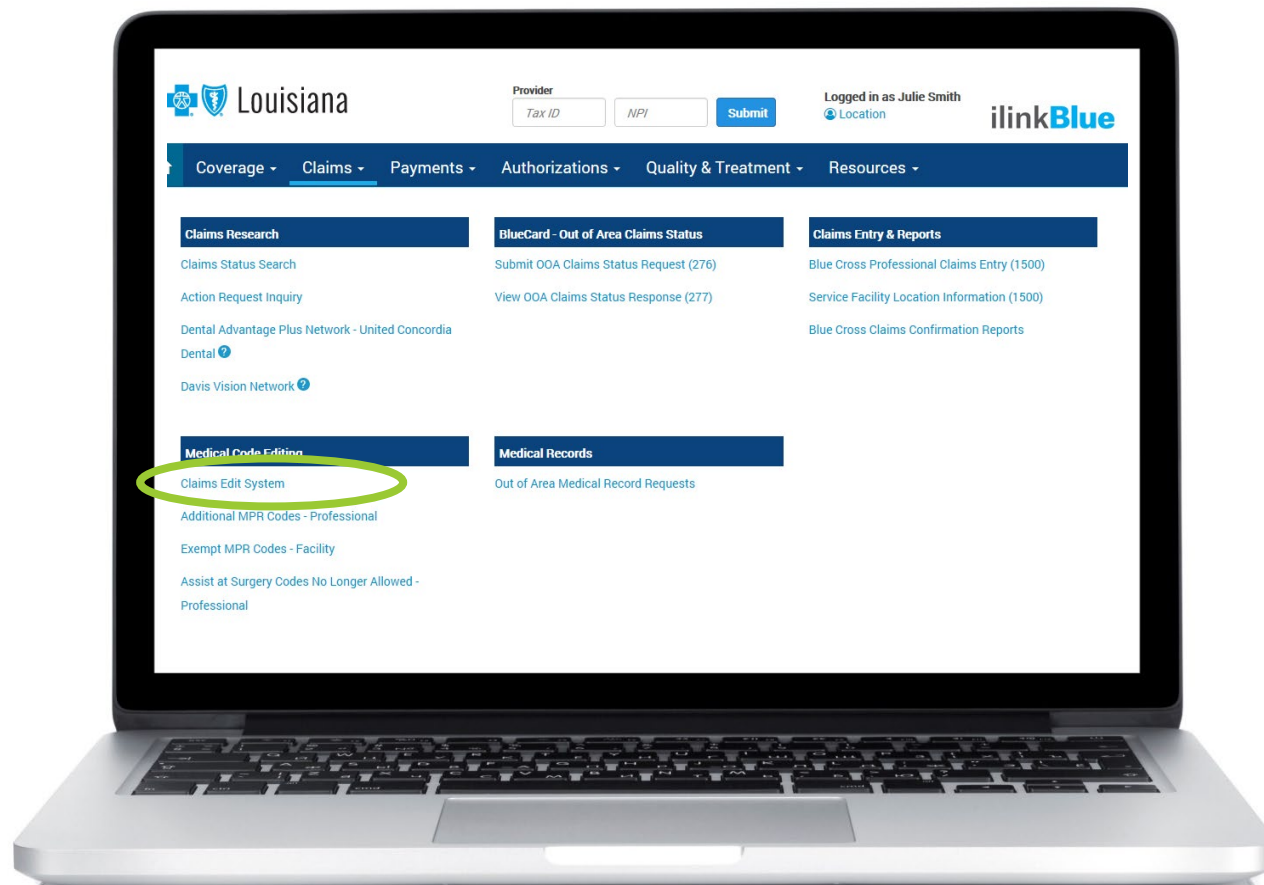 Louisiana
Provider
Tax ID
NPI
Submit
Logged in as Julie Smith
Location
ilinkBlue
Coverage
Claims
Payments
Authorizations
Quality & Treatment
Resources
Claims Research
Claims Status Search
Action Request Inquiry
Dental Advantage Plus Network - United Concordia
Dental ?
Davis Vision Network ?
BlueCard - Out of Area Claims Status
Submit OOA Claims Status Request (276)
View OOA Claims Status Response (277)
Claims Entry & Reports
Blue Cross Professional Claims Entry (1500)
Service Facility Location Information (1500)
Blue Cross Claims Confirmation Reports
Medical Code Editing
Claims Edit System
Additional MPR Codes - Professional
Exempt MPR Codes - Facility
Assist at Surgery Codes No Longer Allowed -
Professional
Medical Records
Out of Area Medical Record Requests